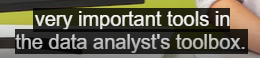 very important tools in
the data analyst's toolbox.